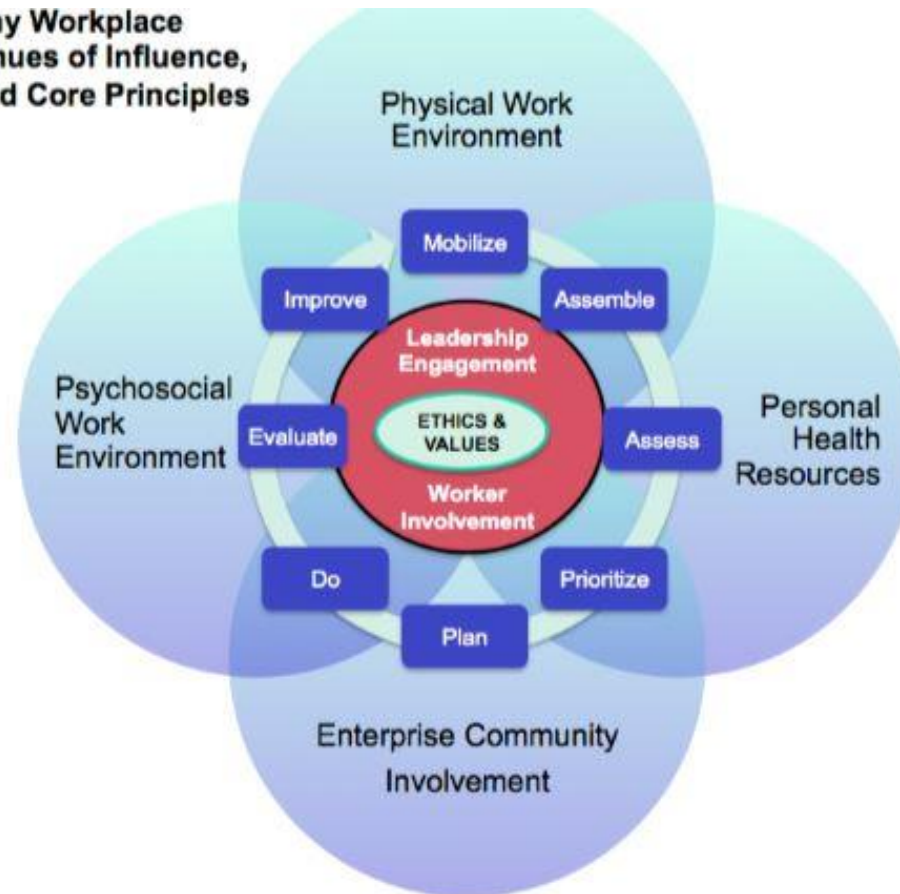 Workplace
of Influence,
Core Principles
Physical Work
Environment
Mobilize
Improve
Assemble
Leadership
Engagement
Psychosocial
Work
Environment
Evaluate
ETHICS &
VALUES
Assess
Personal
Health
Resources
Worker
Involvement
Do
Prioritize
Plan
Enterprise Community
Involvement